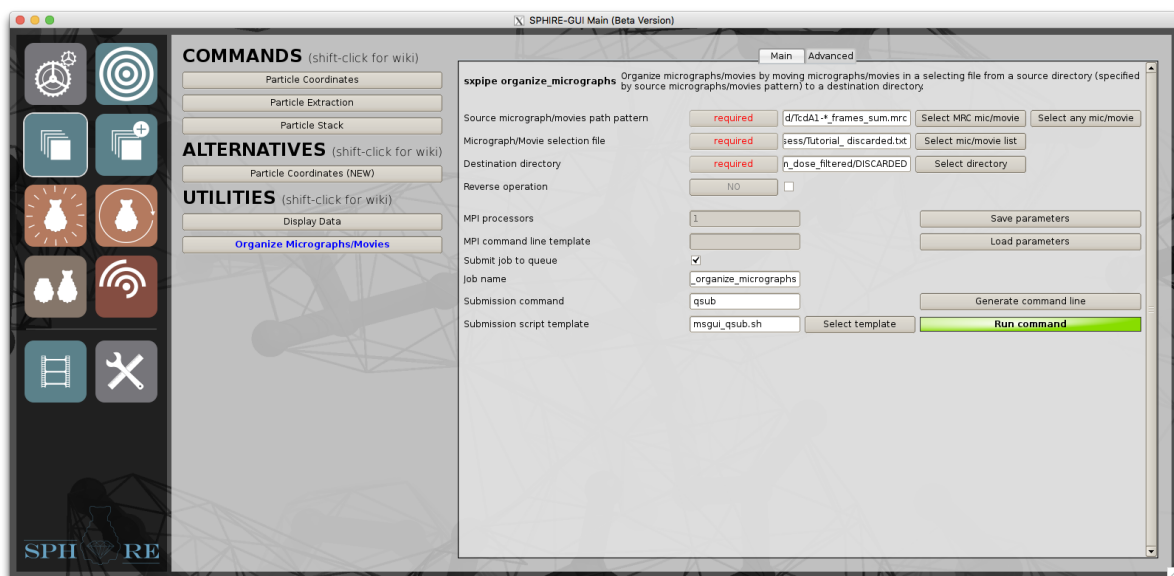 SPHIRE-GUI Main (Beta Version)
COMMANDS (shift-click for wiki)
Particle Coordinates
Particle Extraction
Particle Stack
ALTERNATIVES (shift-click for wiki)
Particle Coordinates (NEW)
UTILITIES (shift-click for wiki)
Display Data
Organize Micrographs/Movies
SPHIRE
Main Advanced
sxpipe organize_micrographs Organize micrographs/movies by moving micrographs/movies in a selecting file from a source directory (specified
by source micrographs/movies pattern) to a destination directory.
Source micrograph/movies path pattern required d/TcdA1-*_frames_sum.mrc Select MRC mic/movie Select any mic/movie
Micrograph/Movie selection file required sess/Tutorial_ discarded.txt Select mic/movie list
Destination directory required n_dose_filtered/DISCARDED Select directory
Reverse operation NO
MPI processors 1 Save parameters
MPI command line template Load parameters
Submit job to queue
Job name _organize_micrographs
Submission command qsub Generate command line
Submission script template msgui_qsub.sh Select template Run command